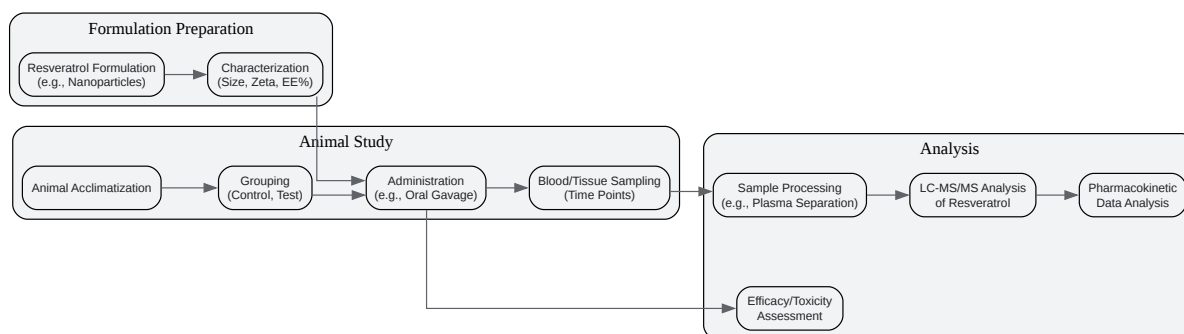 Formulation Preparation
Resveratrol Formulation
(e.g., Nanoparticles)
Characterization
(Size, Zeta, EE%)
Animal Study
Animal Acclimatization
Grouping
(Control, Test)
Administration
(e.g., Oral Gavage)
Blood/Tissue Sampling
(Time Points)
Analysis
Sample Processing
(e.g., Plasma Separation)
LC-MS/MS Analysis
of Resveratrol
Pharmacokinetic
Data Analysis
Efficacy/Toxicity
Assessment